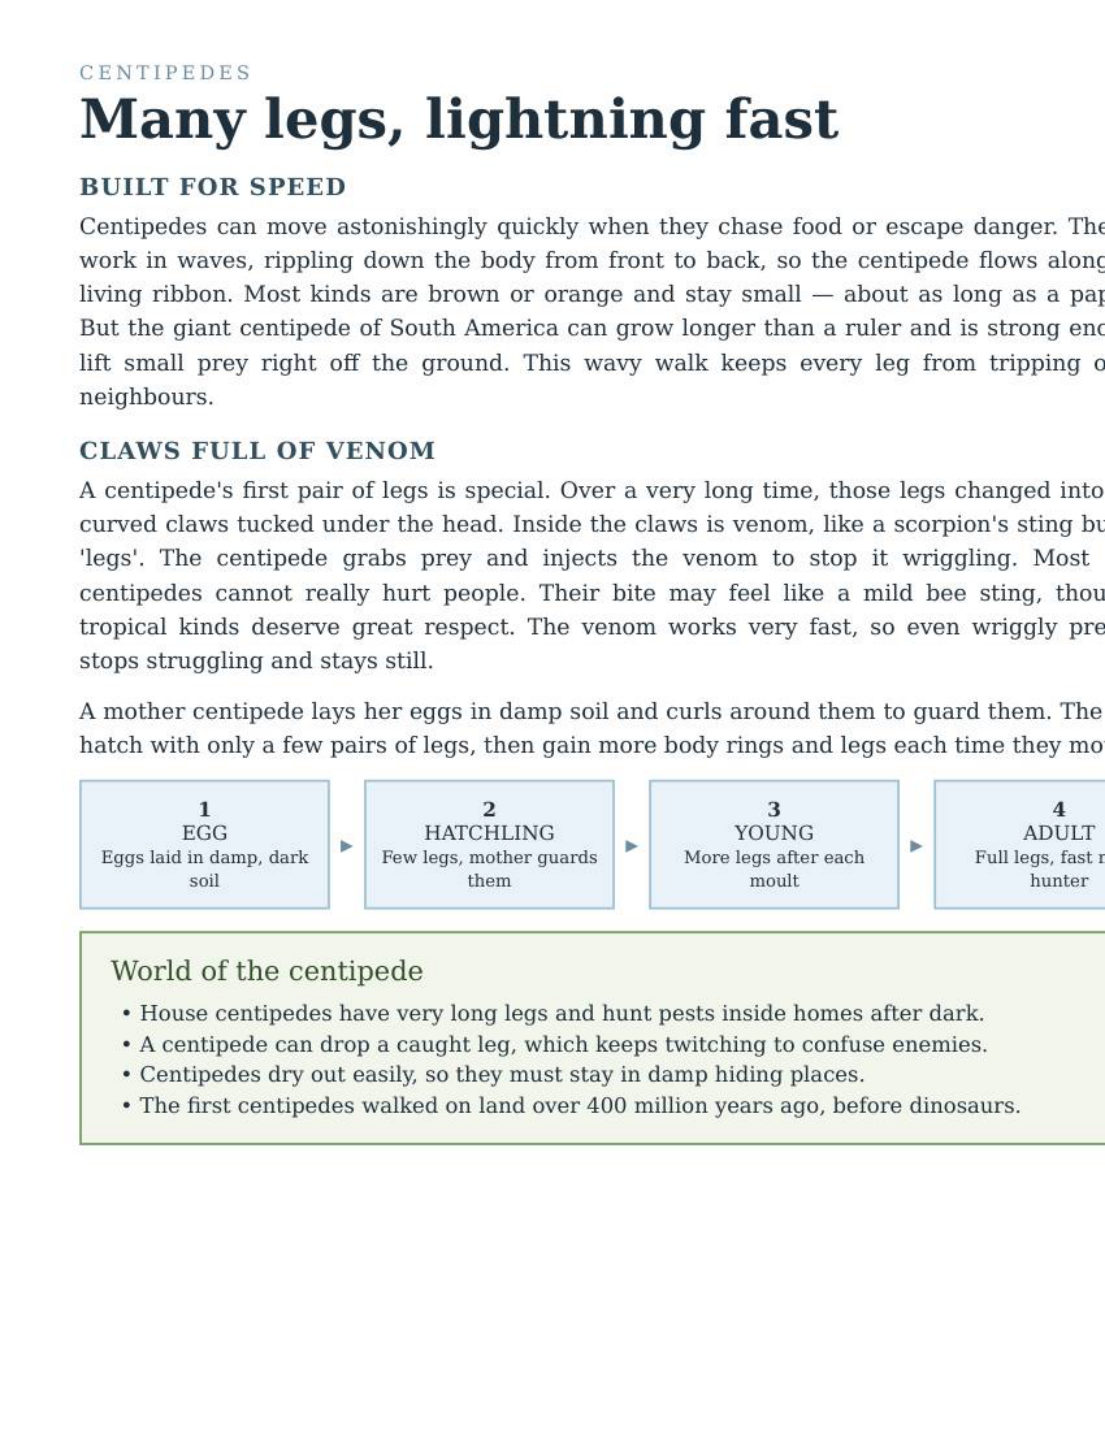 CENTIPEDES
Many legs, lightning fast
BUILT FOR SPEED
Centipedes can move astonishingly quickly when they chase food or escape danger.
work in waves, rippling down the body from front to back, so the centipede flows along
living ribbon. Most kinds are brown or orange and stay small — about as long as a
But the giant centipede of South America can grow longer than a ruler and is strong
lift small prey right off the ground. This wavy walk keeps every leg from tripping
neighbours.
CLAWS FULL OF VENOM
A centipede's first pair of legs is special. Over a very long time, those legs changed into
curved claws tucked under the head. Inside the claws is venom, like a scorpion's sting
'legs'. The centipede grabs prey and injects the venom to stop it wriggling. Most
centipedes cannot really hurt people. Their bite may feel like a mild bee sting,
tropical kinds deserve great respect. The venom works very fast, so even wriggly
stops struggling and stays still.
A mother centipede lays her eggs in damp soil and curls around them to guard them. The
hatch with only a few pairs of legs, then gain more body rings and legs each time they
1
EGG
Eggs laid in damp, dark
soil
2
HATCHLING
Few legs, mother guards
them
3
YOUNG
More legs after each
moult
4
ADULT
Full legs, fast
hunter
World of the centipede
• House centipedes have very long legs and hunt pests inside homes after dark.
• A centipede can drop a caught leg, which keeps twitching to confuse enemies.
• Centipedes dry out easily, so they must stay in damp hiding places.
• The first centipedes walked on land over 400 million years ago, before dinosaurs.